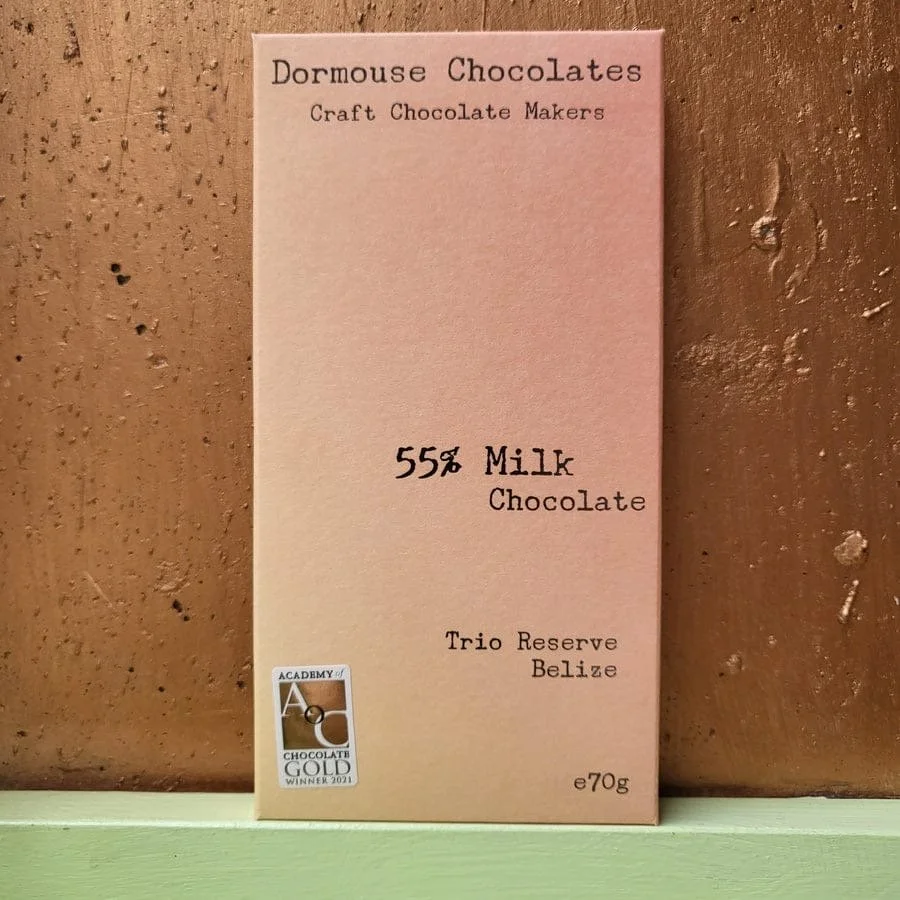 Dormouse Chocolates
Craft Chocolate Makers
55% Milk
Chocolate
Trio Reserve
Belize
ACADEMY of
AoC
CHOCOLATE
GOLD
WINNER 2021
e70g